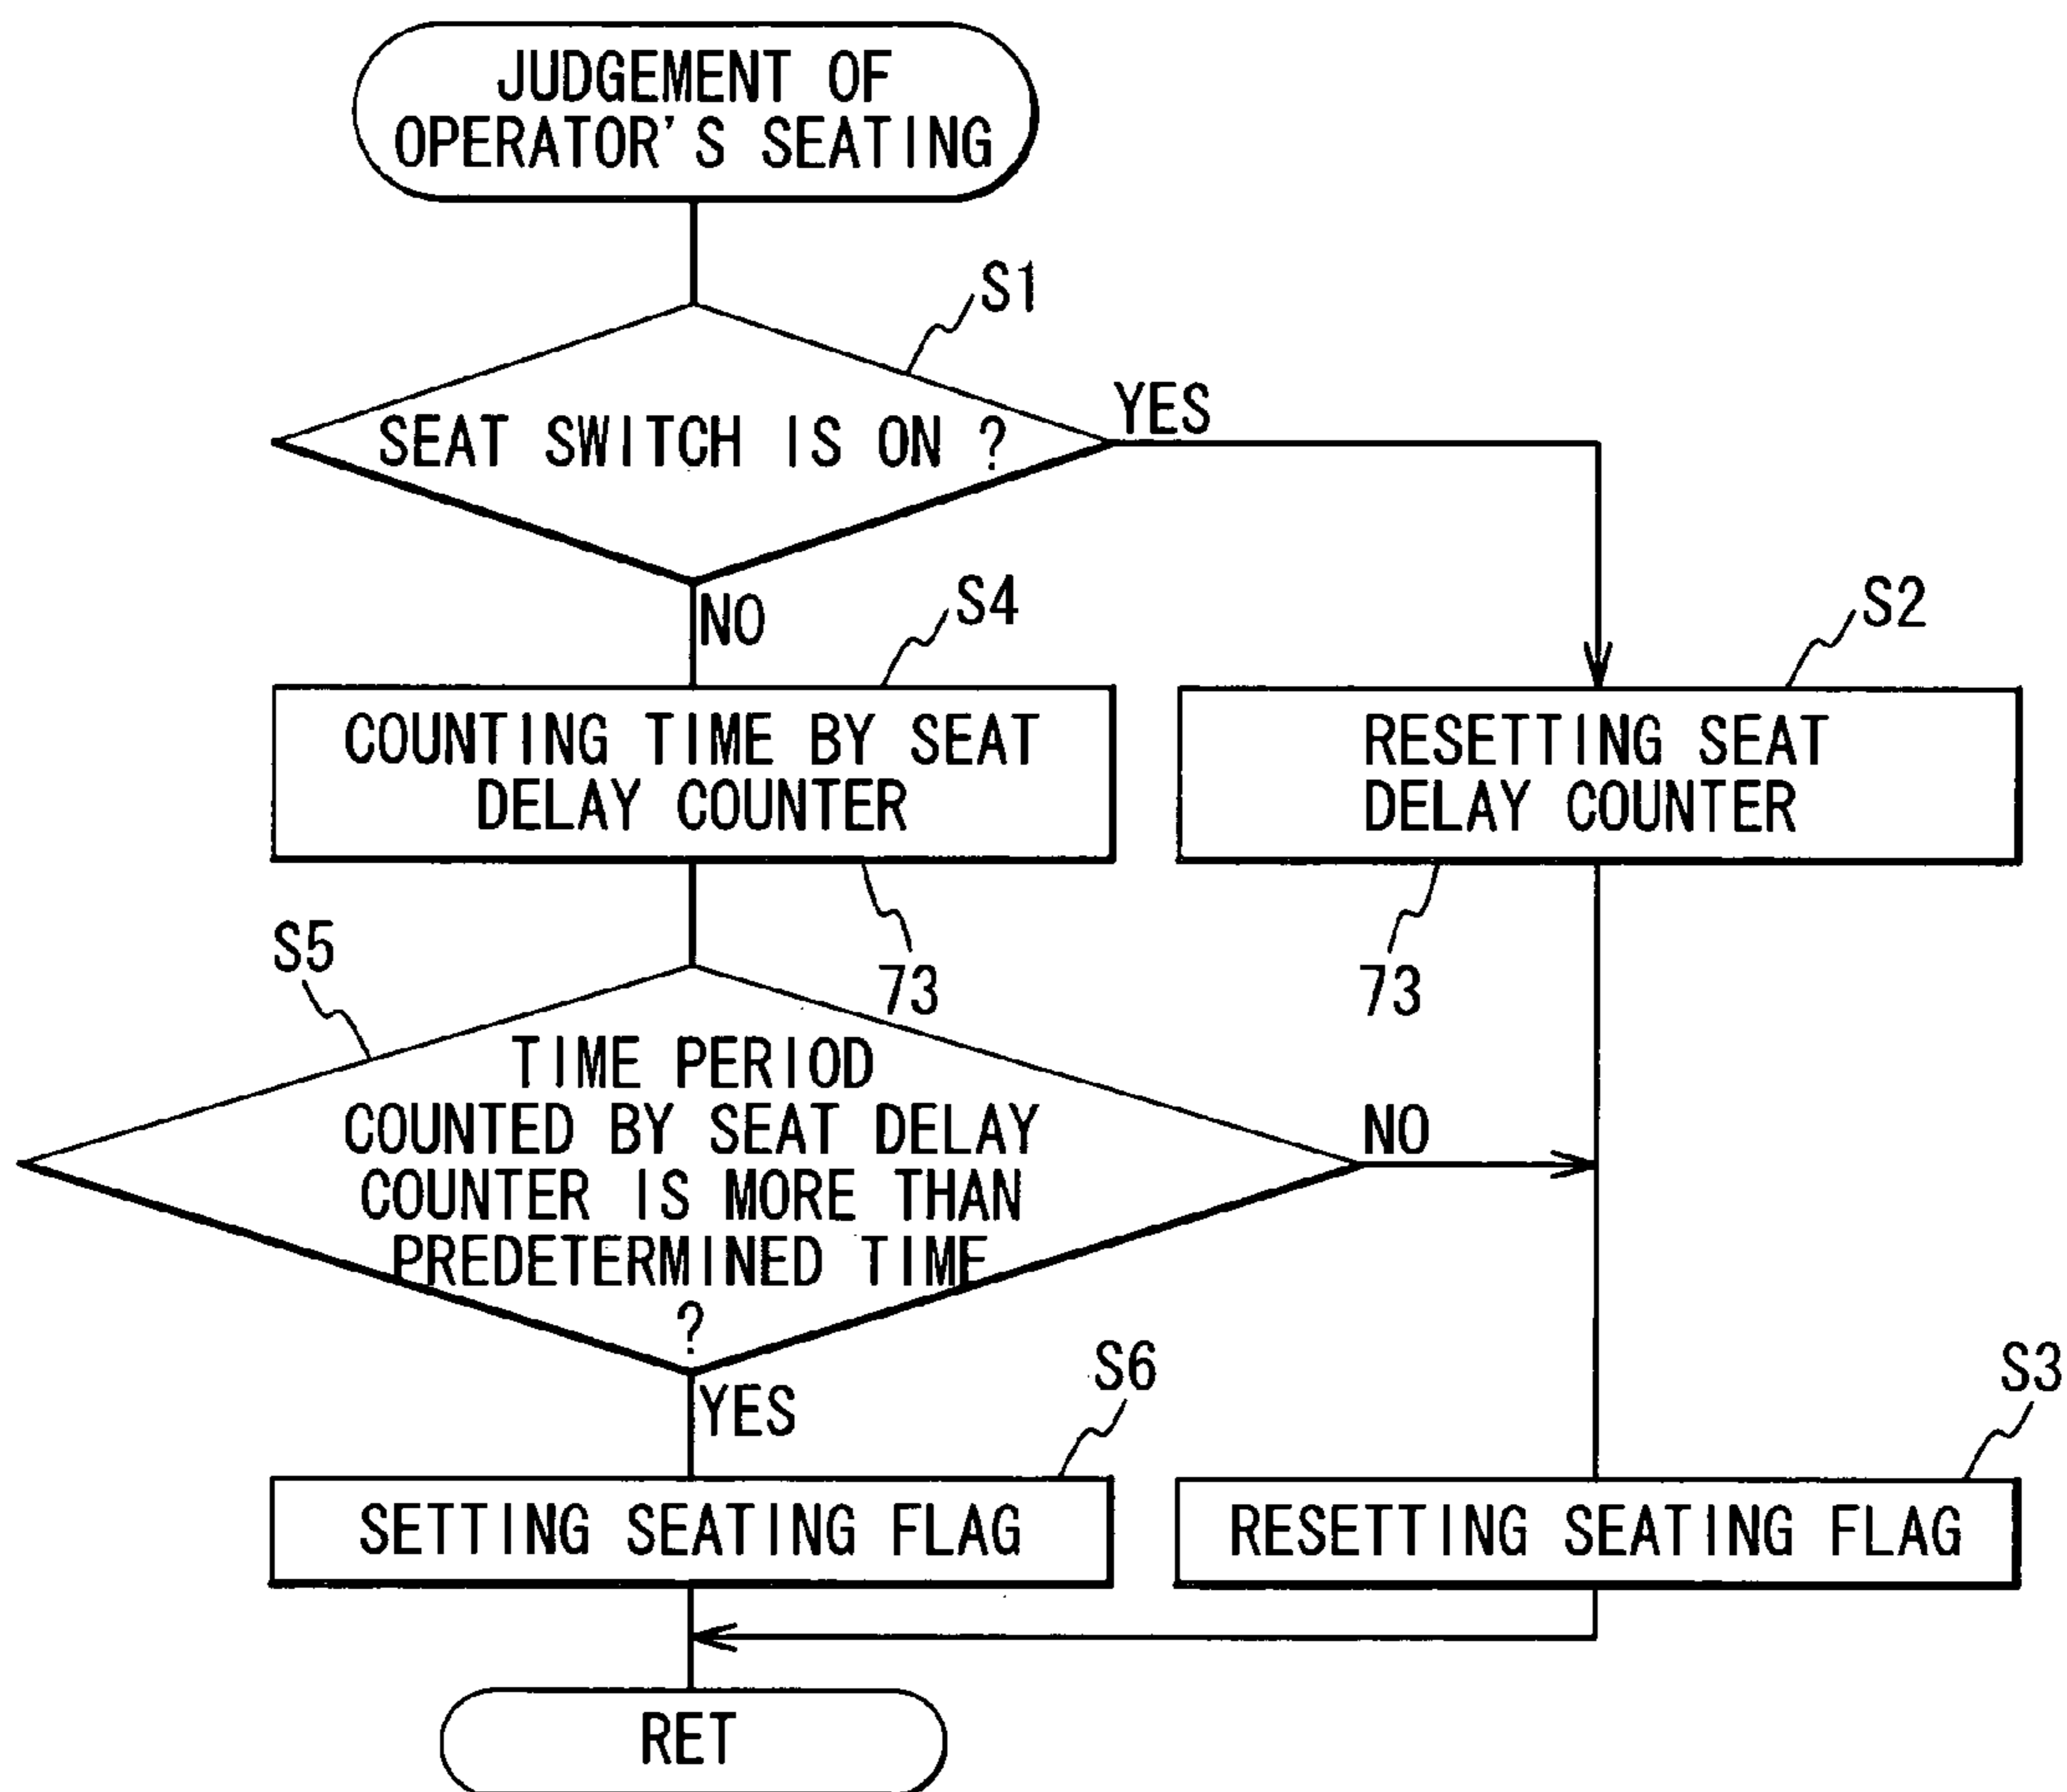 JUDGEMENT OF
OPERATOR'S SEATING
S1
SEAT SWITCH IS ON ?
YES
NO
S4
S2
COUNTING TIME BY SEAT
DELAY COUNTER
RESETTING SEAT
DELAY COUNTER
73
73
S5
TIME PERIOD
COUNTED BY SEAT DELAY
COUNTER IS MORE THAN
PREDETERMINED TIME
?
NO
YES
S6
S3
SETTING SEATING FLAG
RESETTING SEATING FLAG
RET